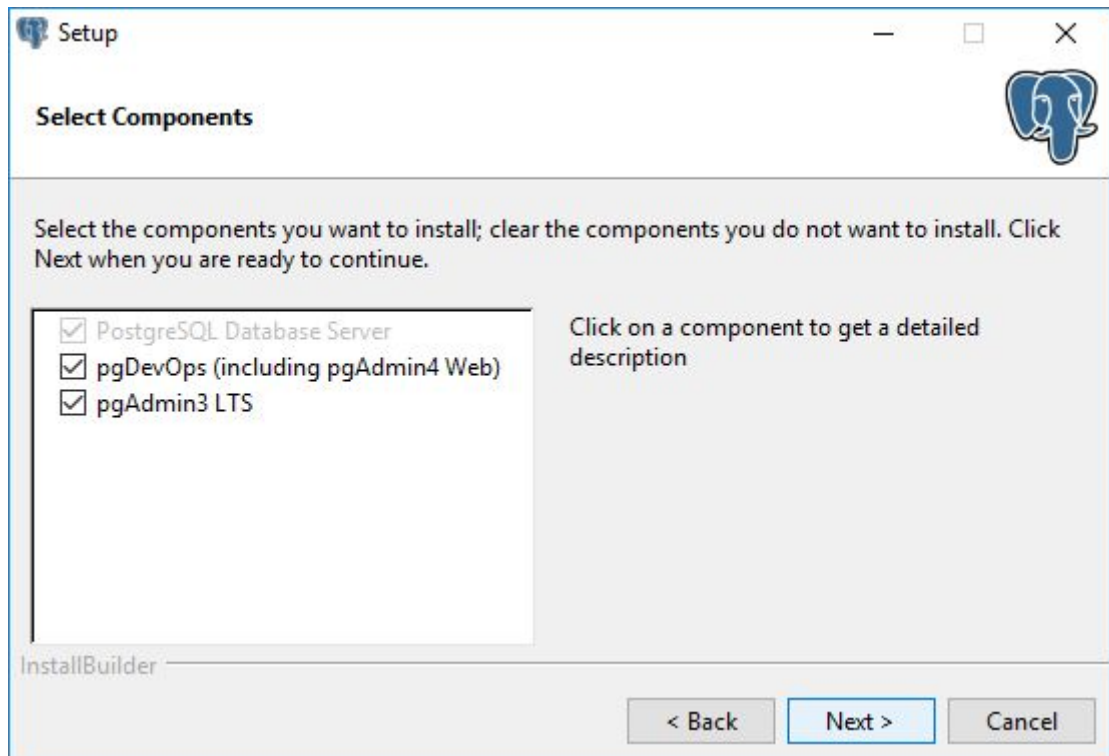 Setup
Select Components
Select the components you want to install; clear the components you do not want to install. Click
Next when you are ready to continue.
PostgreSQL Database Server
pgDevOps (including pgAdmin4 Web)
pgAdmin3 LTS
Click on a component to get a detailed
description
InstallBuilder
< Back
Next >
Cancel